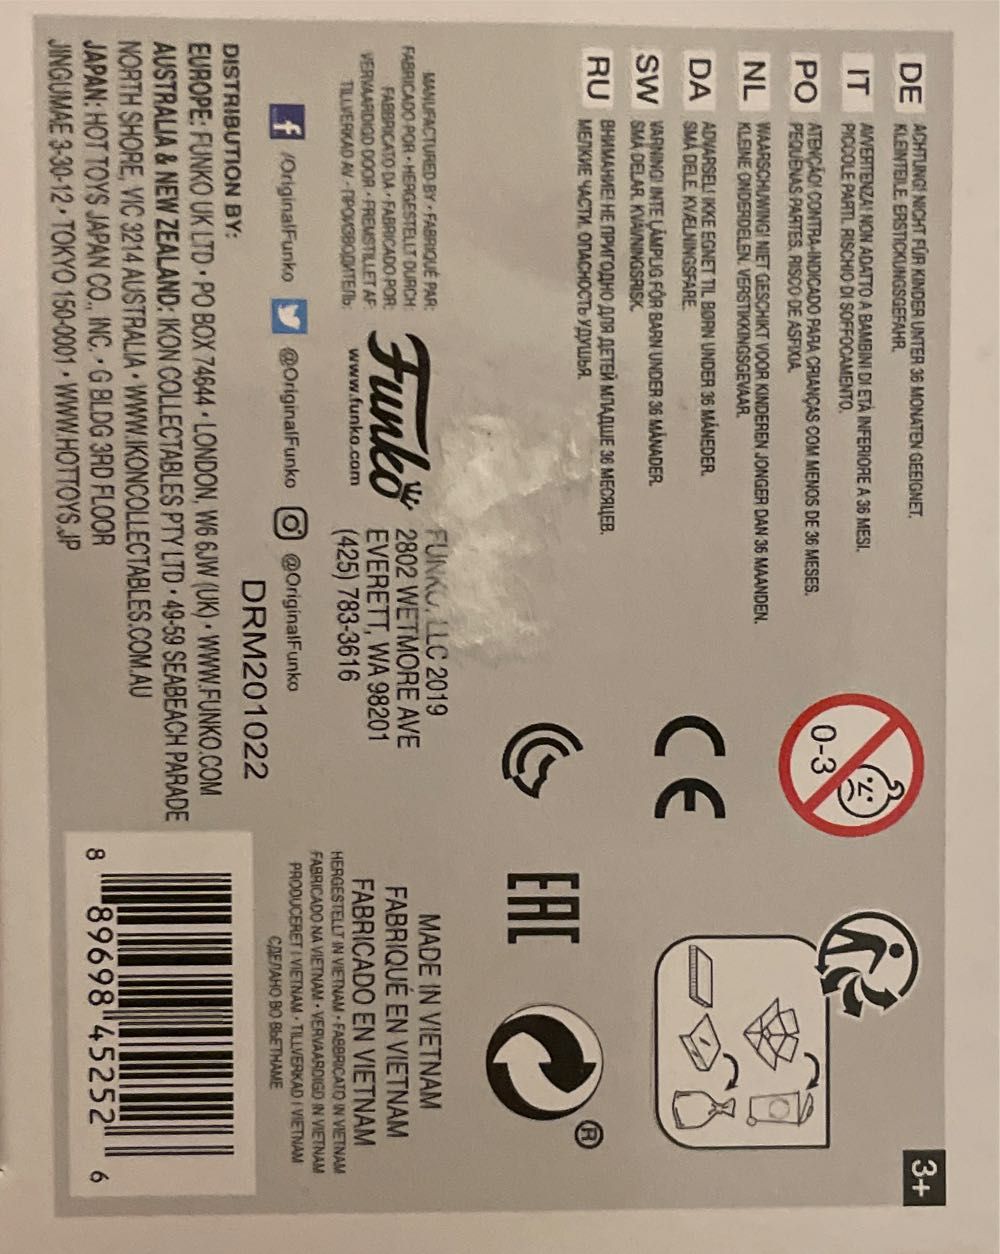 3+
DE ACHTUNG! NICHT FÜR KINDER UNTER 36 MONATEN GEEIGNET.
KLEINTEILE. ERSTICKUNGSGEFAHR.
IT AVVERTENZA! NON ADATTO A BAMBINI DI ETÀ INFERIORE A 36 MESI.
PICCOLE PARTI. RISCHIO DI SOFFOCAMENTO.
PO ATENÇÃO! CONTRA-INDICADO PARA CRIANÇAS COM MENOS DE 36 MESES.
PEQUENAS PARTES. RISCO DE ASFIXIA.
NL WAARSCHUWING! NIET GESCHIKT VOOR KINDEREN JONGER DAN 36 MAANDEN.
KLEINE ONDERDELEN. VERSTIKKINGSGEVAAR.
DA ADVARSEL! IKKE EGNET TIL BØRN UNDER 36 MÅNEDER.
SMÅ DELE. KVÆLNINGSFARE.
SW VARNING! INTE LÄMPLIG FÖR BARN UNDER 36 MÅNADER.
SMÅ DELAR. KVÄVNINGSRISK.
RU ВНИМАНИЕ! НЕ ПРИГОДНО ДЛЯ ДЕТЕЙ МЛАДШЕ 36 МЕСЯЦЕВ.
МЕЛКИЕ ЧАСТИ. ОПАСНОСТЬ УДУШЬЯ.
0-3
CE
EAC
®
MANUFACTURED BY • FABRIQUÉ PAR:
FABRICADO POR • HERGESTELLT DURCH:
FABRICATO DA • FABRICADO POR:
VERVAARDIGD DOOR • FREMSTILLET AF:
TILLVERKAD AV • ПРОИЗВОДИТЕЛЬ:
Funko
www.funko.com
FUNKO, LLC 2019
2802 WETMORE AVE
EVERETT, WA 98201
(425) 783-3616
MADE IN VIETNAM
FABRIQUÉ EN VIETNAM
FABRICADO EN VIETNAM
HERGESTELLT IN VIETNAM • FABBRICATO IN VIETNAM
FABRICADO NA VIETNAM • VERVAARDIGD IN VIETNAM
PRODUCERET I VIETNAM • TILLVERKAD I VIETNAM
СДЕЛАНО ВО ВЬЕТНАМЕ
f /OriginalFunko @OriginalFunko @OriginalFunko
DRM201022
DISTRIBUTION BY:
EUROPE: FUNKO UK LTD • PO BOX 74644 • LONDON, W6 6JW (UK) • WWW.FUNKO.COM
AUSTRALIA & NEW ZEALAND: IKON COLLECTABLES PTY LTD • 49-59 SEABEACH PARADE
NORTH SHORE, VIC 3214 AUSTRALIA • WWW.IKONCOLLECTABLES.COM.AU
JAPAN: HOT TOYS JAPAN CO., INC. • G BLDG 3RD FLOOR
JINGUMAE 3-30-12 • TOKYO 150-0001 • WWW.HOTTOYS.JP
8 89698 45252 6